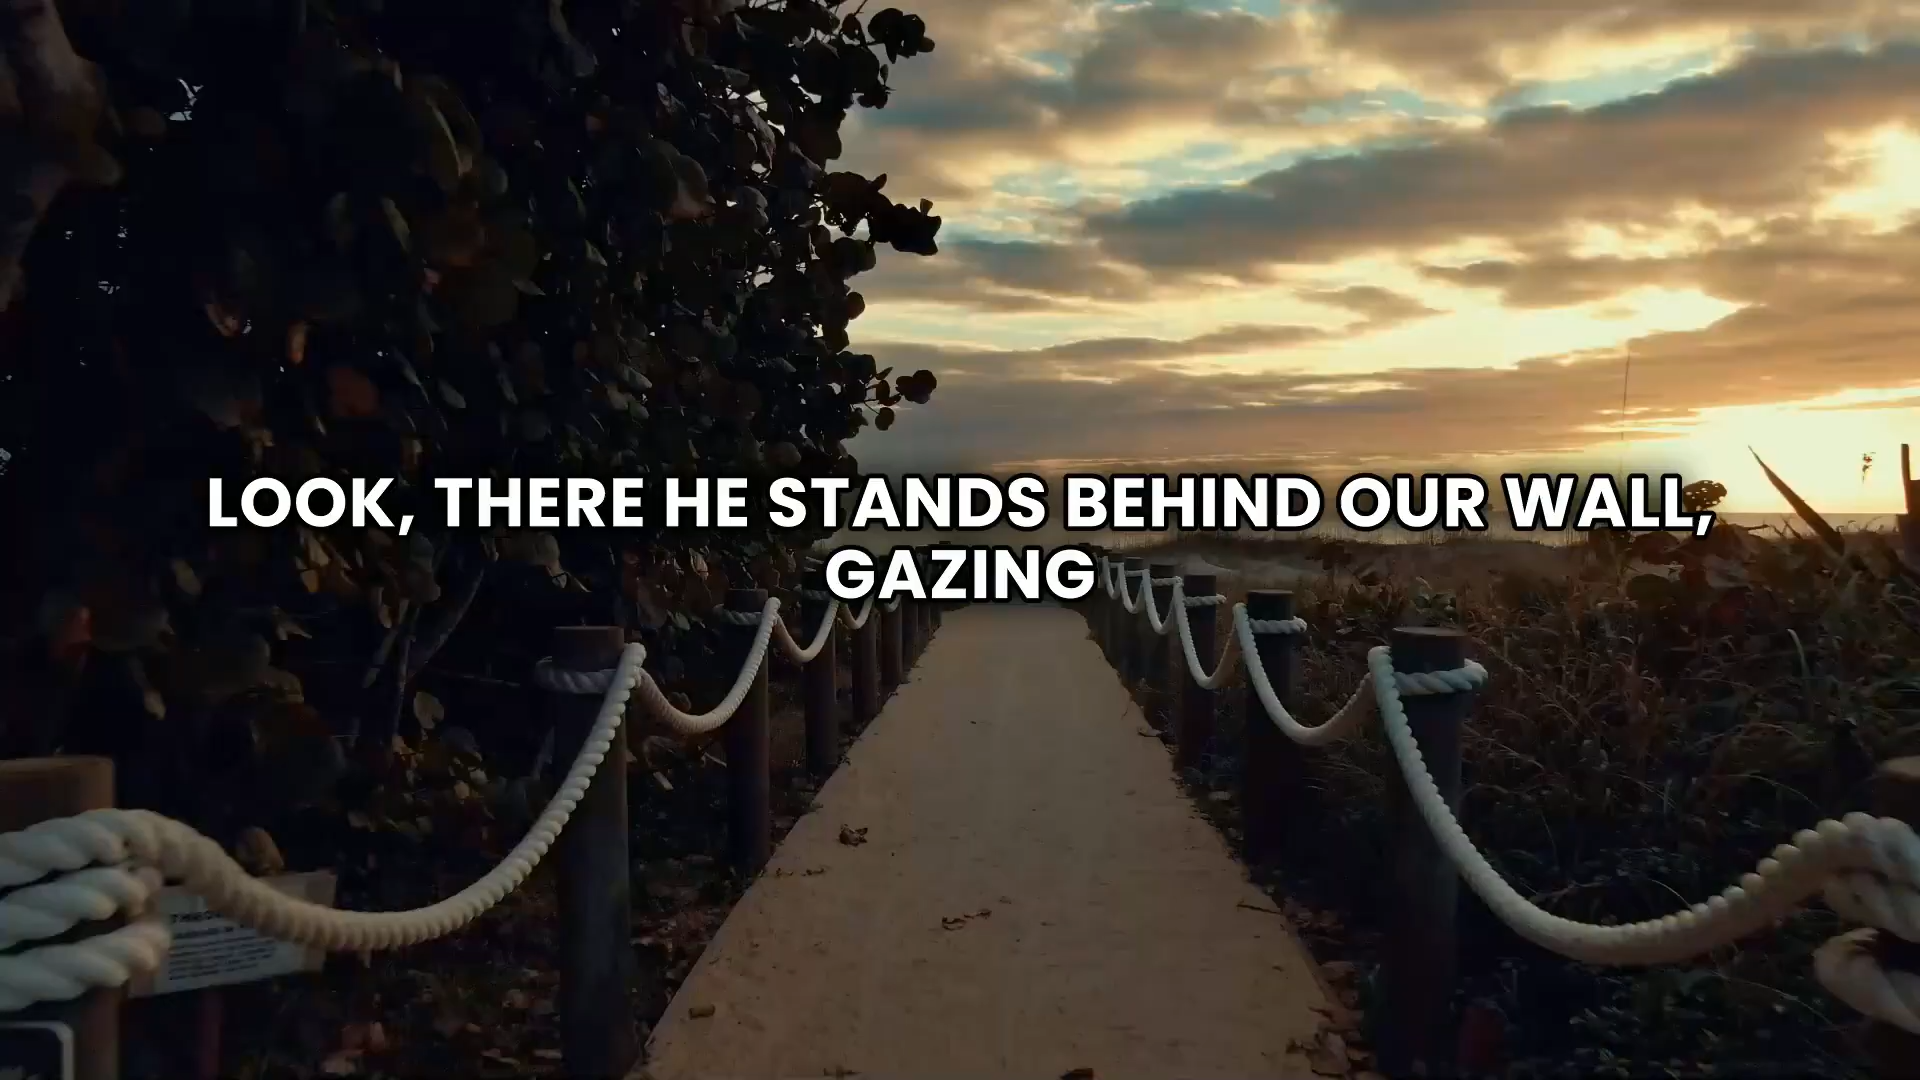 LOOK, THERE HE STANDS BEHIND OUR WALL,
GAZING